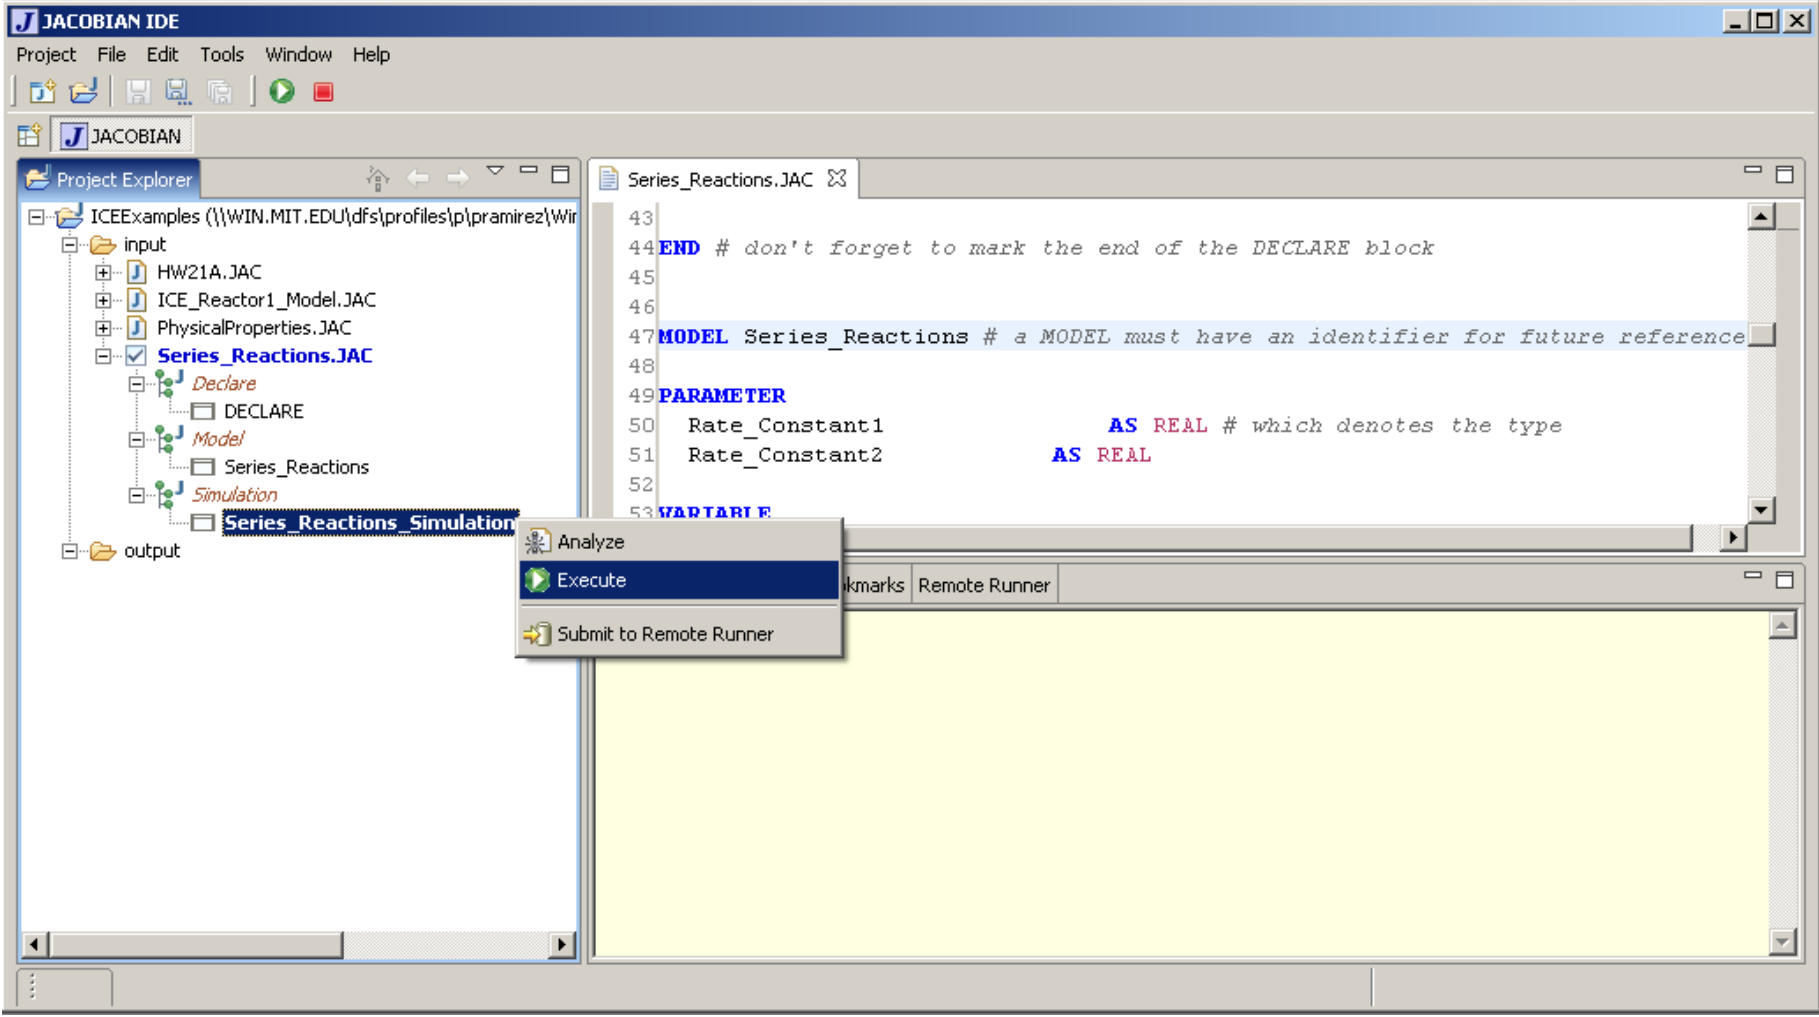 JACOBIAN IDE
Project File Edit Tools Window Help
JACOBIAN
Project Explorer
ICEExamples (\\WIN.MIT.EDU\dfs\profiles\p\pramirez\Wir
input
HW21A.JAC
ICE_Reactor1_Model.JAC
PhysicalProperties.JAC
Series_Reactions.JAC
Declare
DECLARE
Model
Series_Reactions
Simulation
Series_Reactions_Simulation
output
Analyze
Execute
Submit to Remote Runner
Series_Reactions.JAC
43
44 END # don't forget to mark the end of the DECLARE block
45
46
47 MODEL Series_Reactions # a MODEL must have an identifier for future reference
48
49 PARAMETER
50 Rate_Constant1 AS REAL # which denotes the type
51 Rate_Constant2 AS REAL
52
53 VARIABLE
kmarks Remote Runner